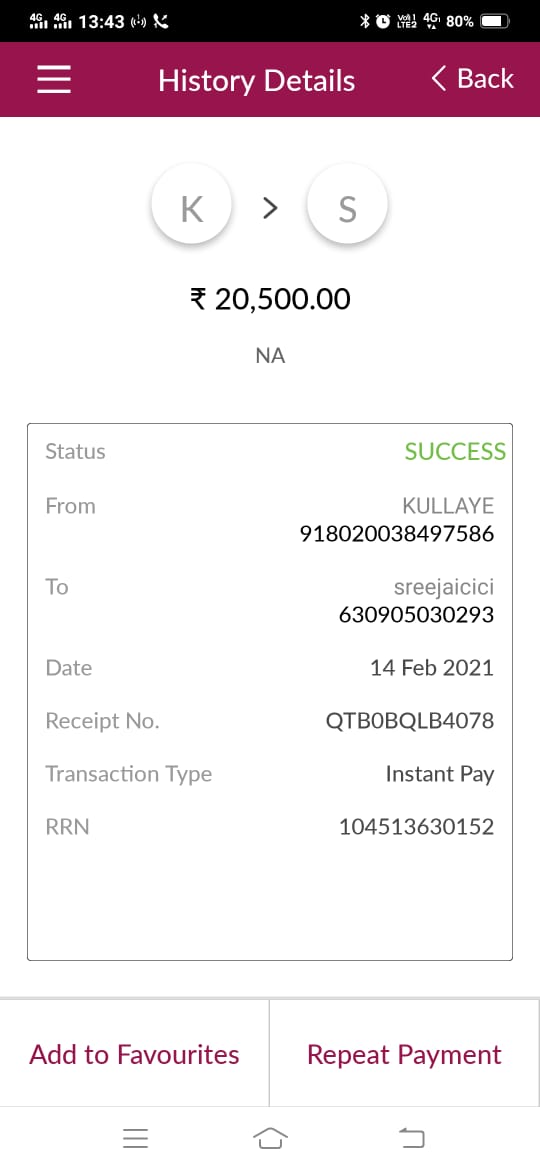 4G 4G 13:43 VoI) LTE2 4G 80%
History Details Back
K > S
₹ 20,500.00
NA
Status SUCCESS
From KULLAYE
918020038497586
To sreejaicici
630905030293
Date 14 Feb 2021
Receipt No. QTB0BQLB4078
Transaction Type Instant Pay
RRN 104513630152
Add to Favourites Repeat Payment